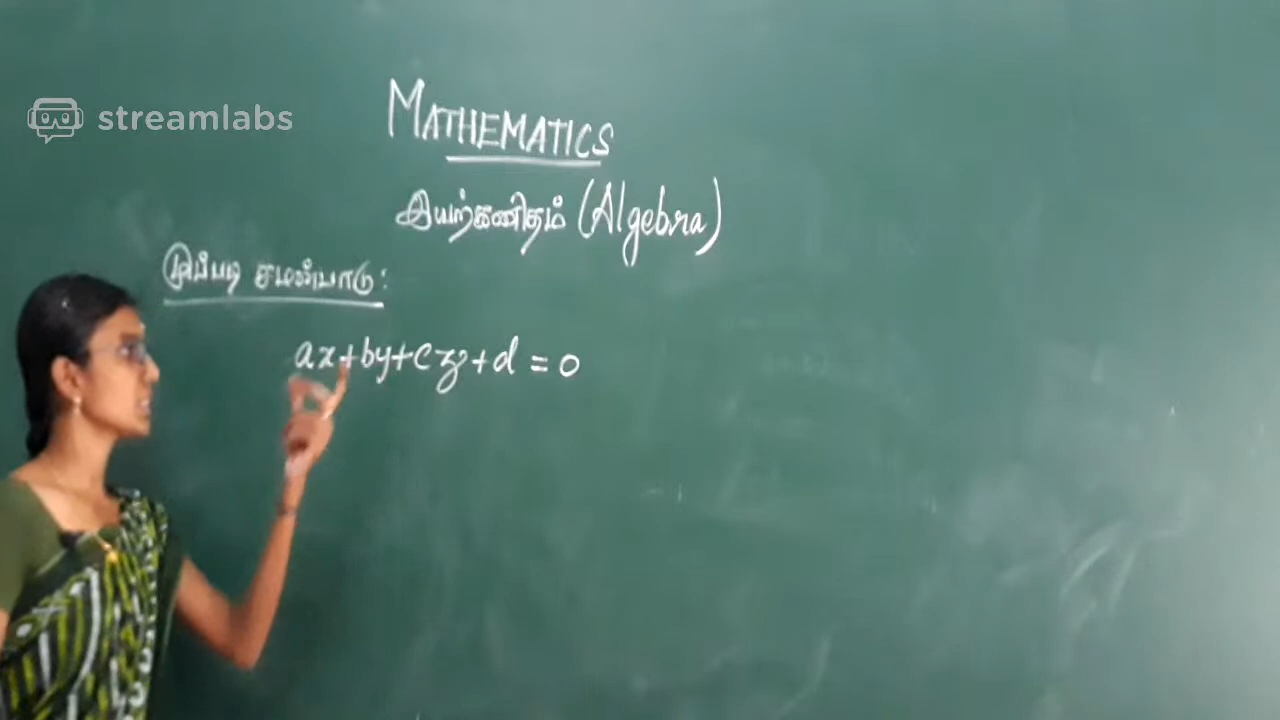 streamlabs
MATHEMATICS
இயற்கணிதம் (Algebra)
முப்படி சமன்பாடு:
ax+by+cz+d=0